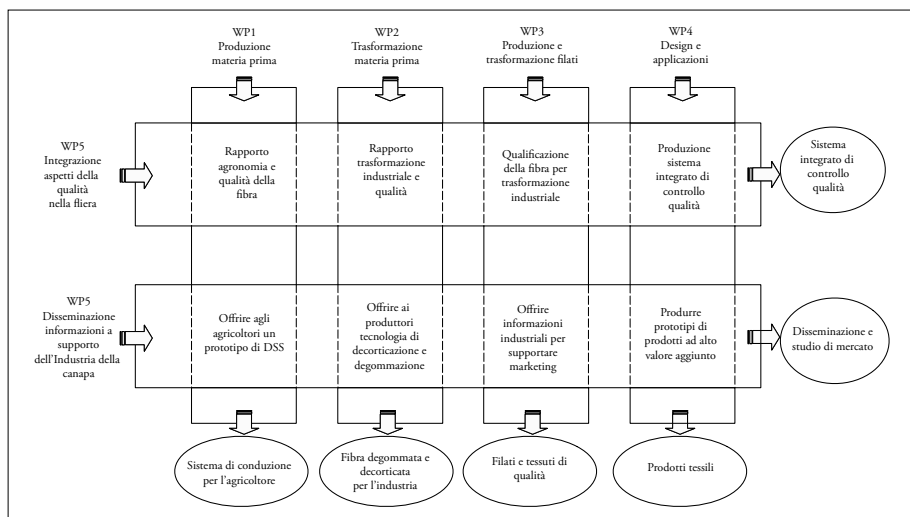 WP1
Produzione
materia prima
WP2
Trasformazione
materia prima
WP3
Produzione e
trasformazione filati
WP4
Design e
applicazioni
WP5
Integrazione
aspetti della
qualità
nella fliera
Rapporto
agronomia e
qualità della
fibra
Rapporto
trasformazione
industriale e
qualità
Qualificazione
della fibra per
trasformazione
industriale
Produzione
sistema
integrato di
controllo
qualità
Sistema
integrato di
controllo
qualità
WP5
Disseminazione
informazioni a
supporto
dell'Industria della
canapa
Offrire agli
agricoltori un
prototipo di DSS
Offrire ai
produttori
tecnologia di
decorticazione e
degommazione
Offrire
informazioni
industriali per
supportare
marketing
Produrre
prototipi di
prodotti ad alto
valore aggiunto
Disseminazione e
studio di mercato
Sistema di conduzione
per l'agricoltore
Fibra degommata e
decorticata
per l'industria
Filati e tessuti di
qualità
Prodotti tessili